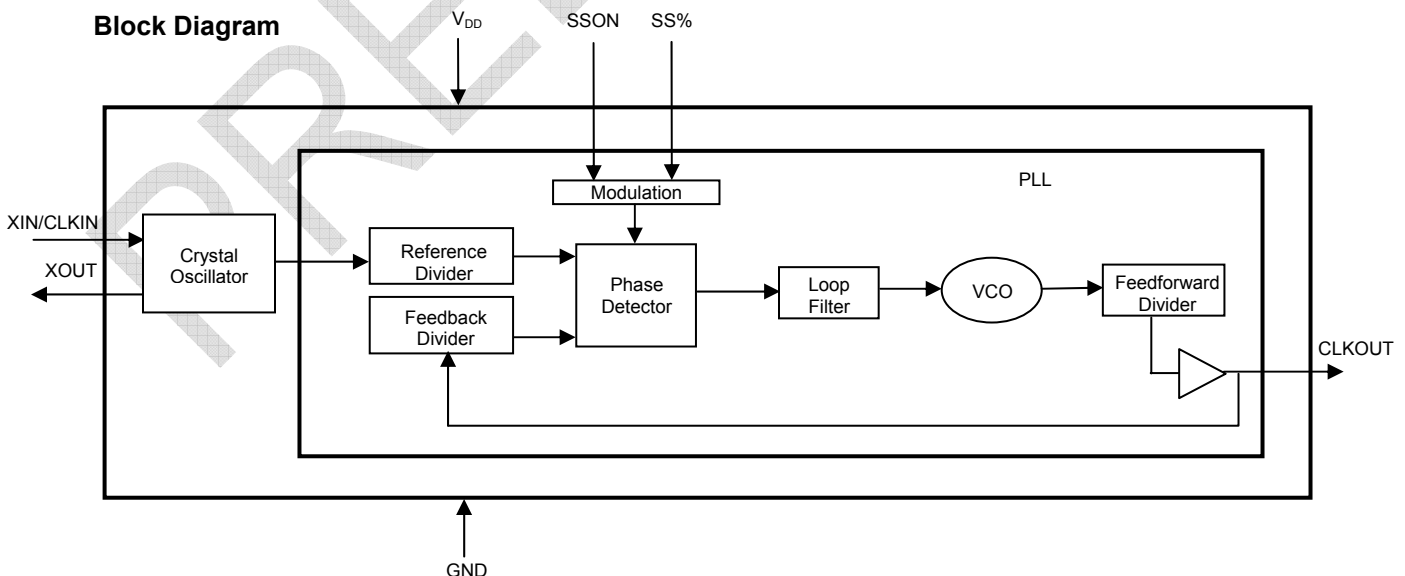 Block Diagram
V_DD
SSON
SS%
PLL
Modulation
XIN/CLKIN
XOUT
Crystal
Oscillator
Reference
Divider
Feedback
Divider
Phase
Detector
Loop
Filter
VCO
Feedforward
Divider
CLKOUT
GND